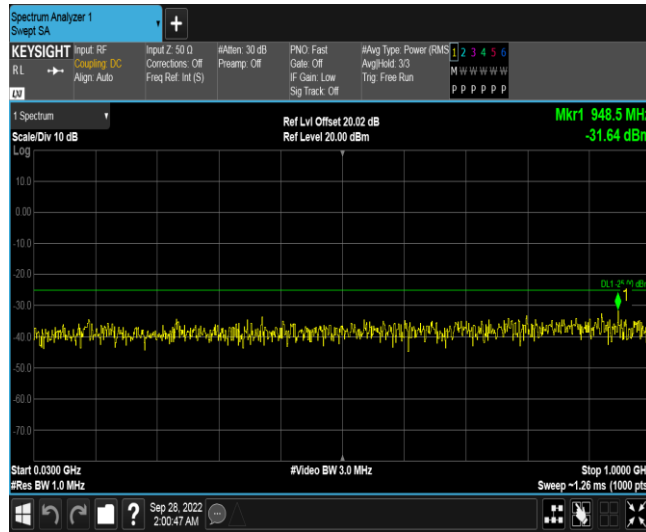 Spectrum Analyzer 1
Swept SA
+
KEYSIGHT
RL
LXI
Input: RF
Coupling: DC
Align: Auto
Input Z: 50 Ω
Corrections: Off
Freq Ref: Int (S)
#Atten: 30 dB
Preamp: Off
PNO: Fast
Gate: Off
IF Gain: Low
Sig Track: Off
#Avg Type: Power (RMS
Avg|Hold: 3/3
Trig: Free Run
1 2 3 4 5 6
M W W W W W
P P P P P P
1 Spectrum
Scale/Div 10 dB
Log
Ref Lvl Offset 20.02 dB
Ref Level 20.00 dBm
Mkr1 948.5 MHz
-31.64 dBm
10.0
0.00
-10.0
-20.0
DL1
1
-30.0
-40.0
-50.0
-60.0
-70.0
Start 0.0300 GHz
#Res BW 1.0 MHz
#Video BW 3.0 MHz
Stop 1.0000 GH
Sweep ~1.26 ms (1000 pts
?
Sep 28, 2022
2:00:47 AM